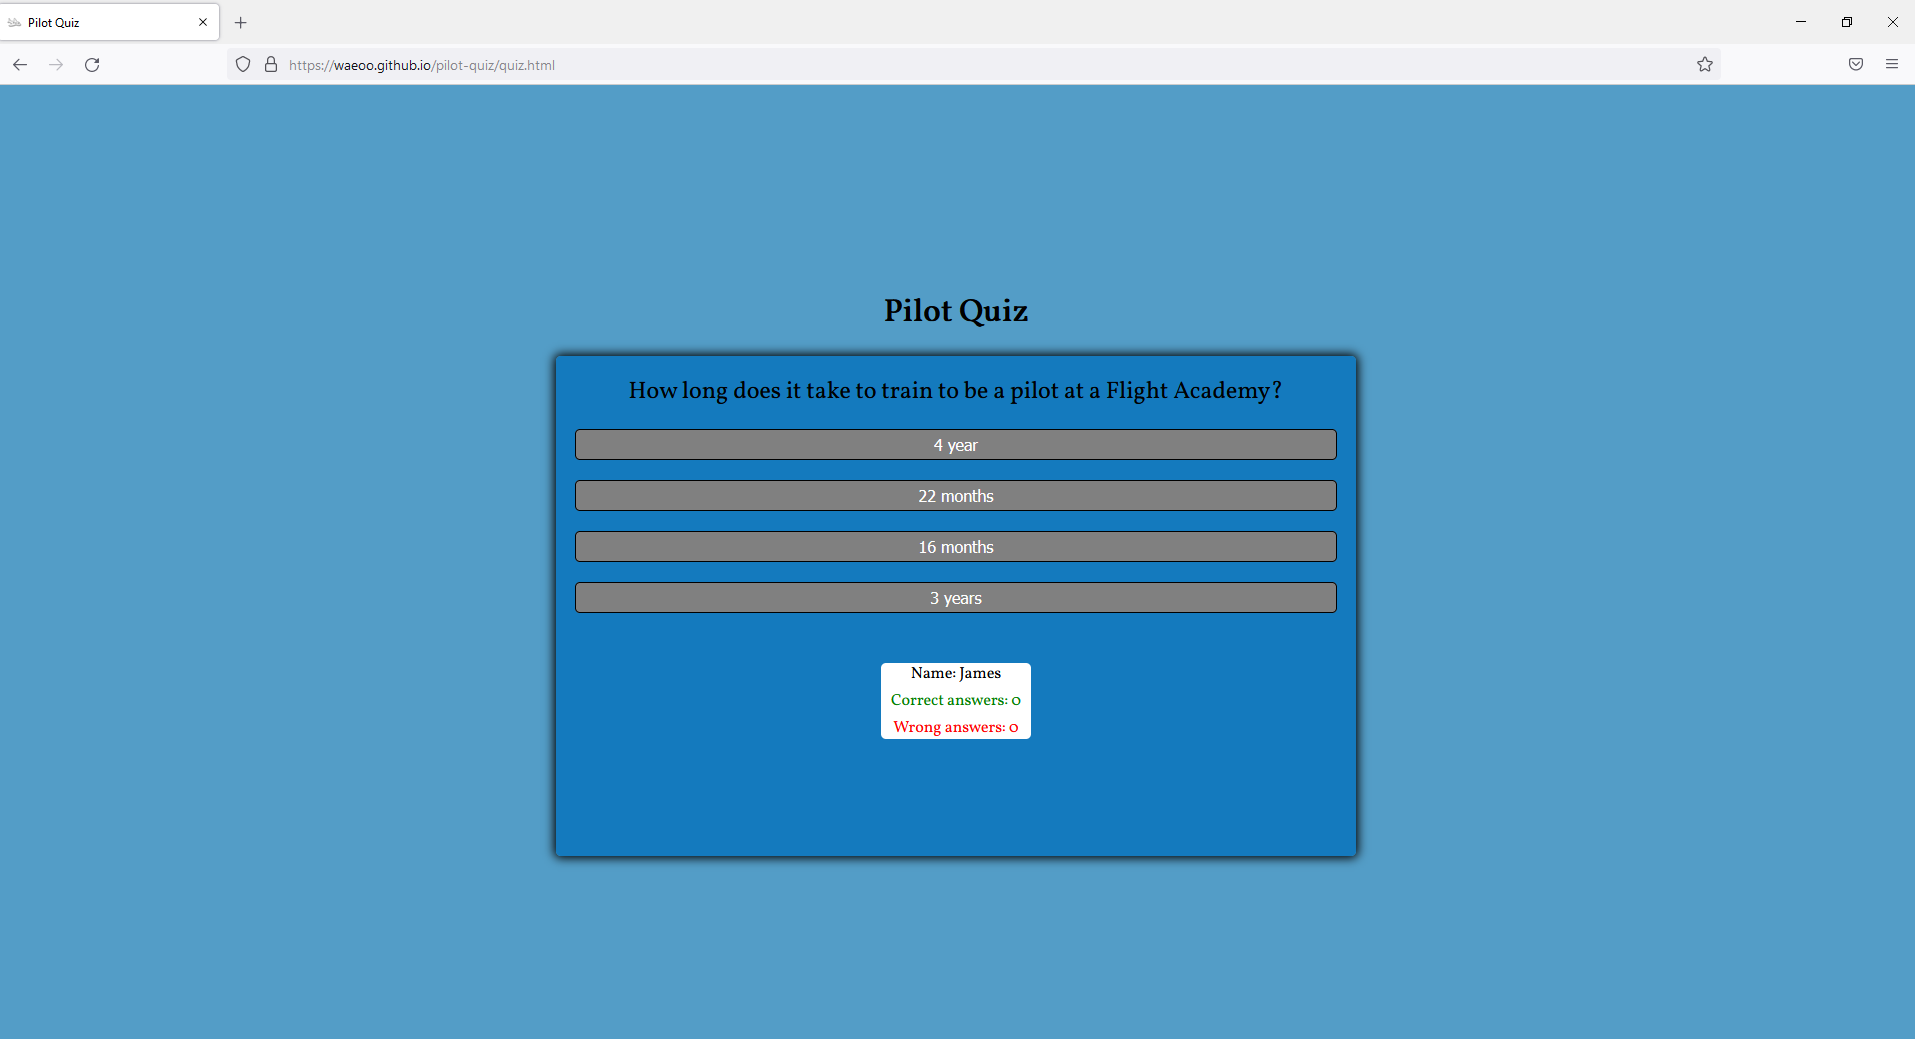 Pilot Quiz
https://waeoo.github.io/pilot-quiz/quiz.html
Pilot Quiz
How long does it take to train to be a pilot at a Flight Academy?
4 year
22 months
16 months
3 years
Name: James
Correct answers: 0
Wrong answers: 0